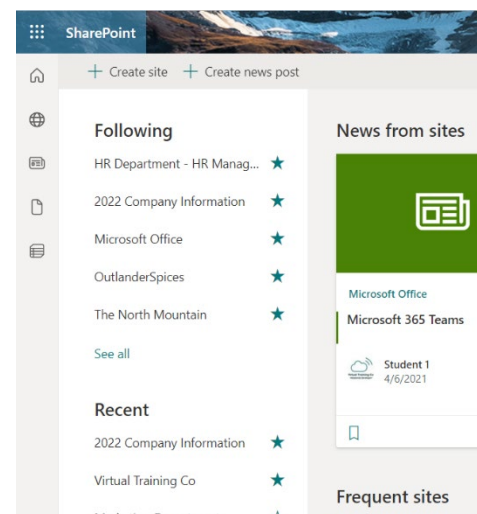 SharePoint
+ Create site + Create news post
Following
HR Department - HR Manag...
2022 Company Information
Microsoft Office
OutlanderSpices
The North Mountain
See all
Recent
2022 Company Information
Virtual Training Co
News from sites
Microsoft Office
Microsoft 365 Teams
Student 1
4/6/2021
Frequent sites